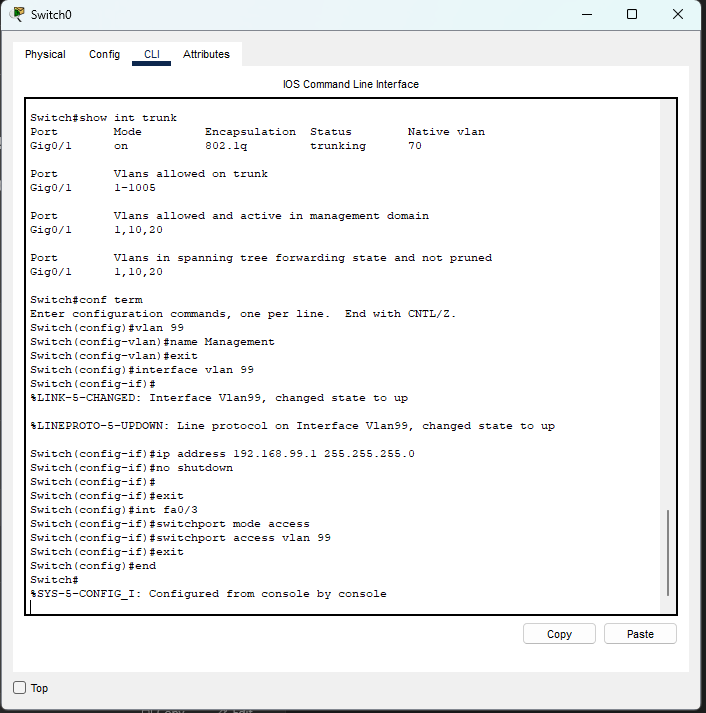 Switch0
Physical Config CLI Attributes
IOS Command Line Interface
Switch#show int trunk
Port Mode Encapsulation Status Native vlan
Gig0/1 on 802.1q trunking 70
Port Vlans allowed on trunk
Gig0/1 1-1005
Port Vlans allowed and active in management domain
Gig0/1 1,10,20
Port Vlans in spanning tree forwarding state and not pruned
Gig0/1 1,10,20
Switch#conf term
Enter configuration commands, one per line. End with CNTL/Z.
Switch(config)#vlan 99
Switch(config-vlan)#name Management
Switch(config-vlan)#exit
Switch(config)#interface vlan 99
Switch(config-if)#
%LINK-5-CHANGED: Interface Vlan99, changed state to up
%LINEPROTO-5-UPDOWN: Line protocol on Interface Vlan99, changed state to up
Switch(config-if)#ip address 192.168.99.1 255.255.255.0
Switch(config-if)#no shutdown
Switch(config-if)#
Switch(config-if)#exit
Switch(config)#int fa0/3
Switch(config-if)#switchport mode access
Switch(config-if)#switchport access vlan 99
Switch(config-if)#exit
Switch(config)#end
Switch#
%SYS-5-CONFIG_I: Configured from console by console
Copy Paste
Top